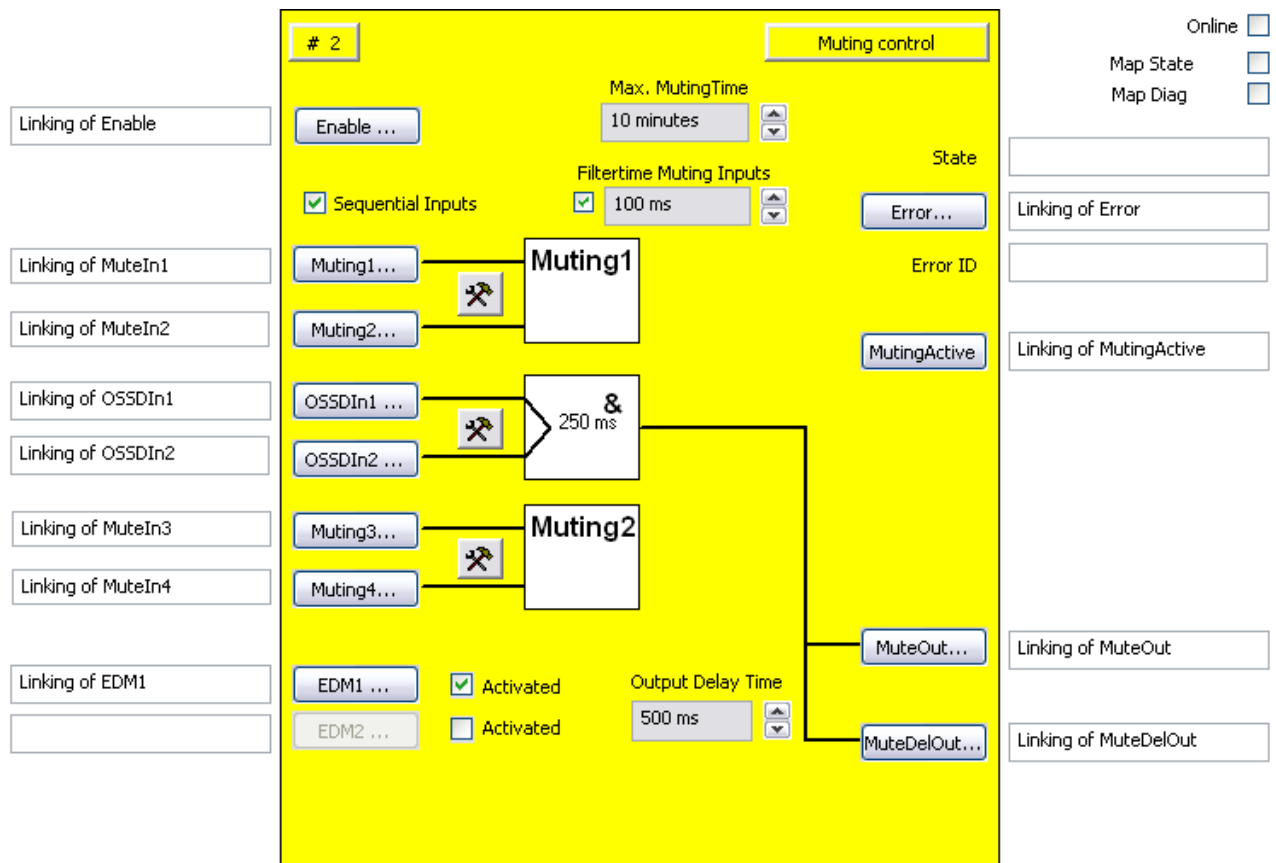 # 2
Muting control
Online
Map State
Map Diag
Max. MutingTime
10 minutes
Linking of Enable
Enable ...
State
Filtertime Muting Inputs
Sequential Inputs
100 ms
Error...
Linking of Error
Linking of MuteIn1
Muting1...
Muting1
Error ID
Linking of MuteIn2
Muting2...
MutingActive
Linking of MutingActive
Linking of OSSDIn1
OSSDIn1 ...
&
250 ms
Linking of OSSDIn2
OSSDIn2 ...
Linking of MuteIn3
Muting3...
Muting2
Linking of MuteIn4
Muting4...
MuteOut...
Linking of MuteOut
Linking of EDM1
EDM1 ...
Activated
Output Delay Time
500 ms
EDM2 ...
Activated
MuteDelOut...
Linking of MuteDelOut